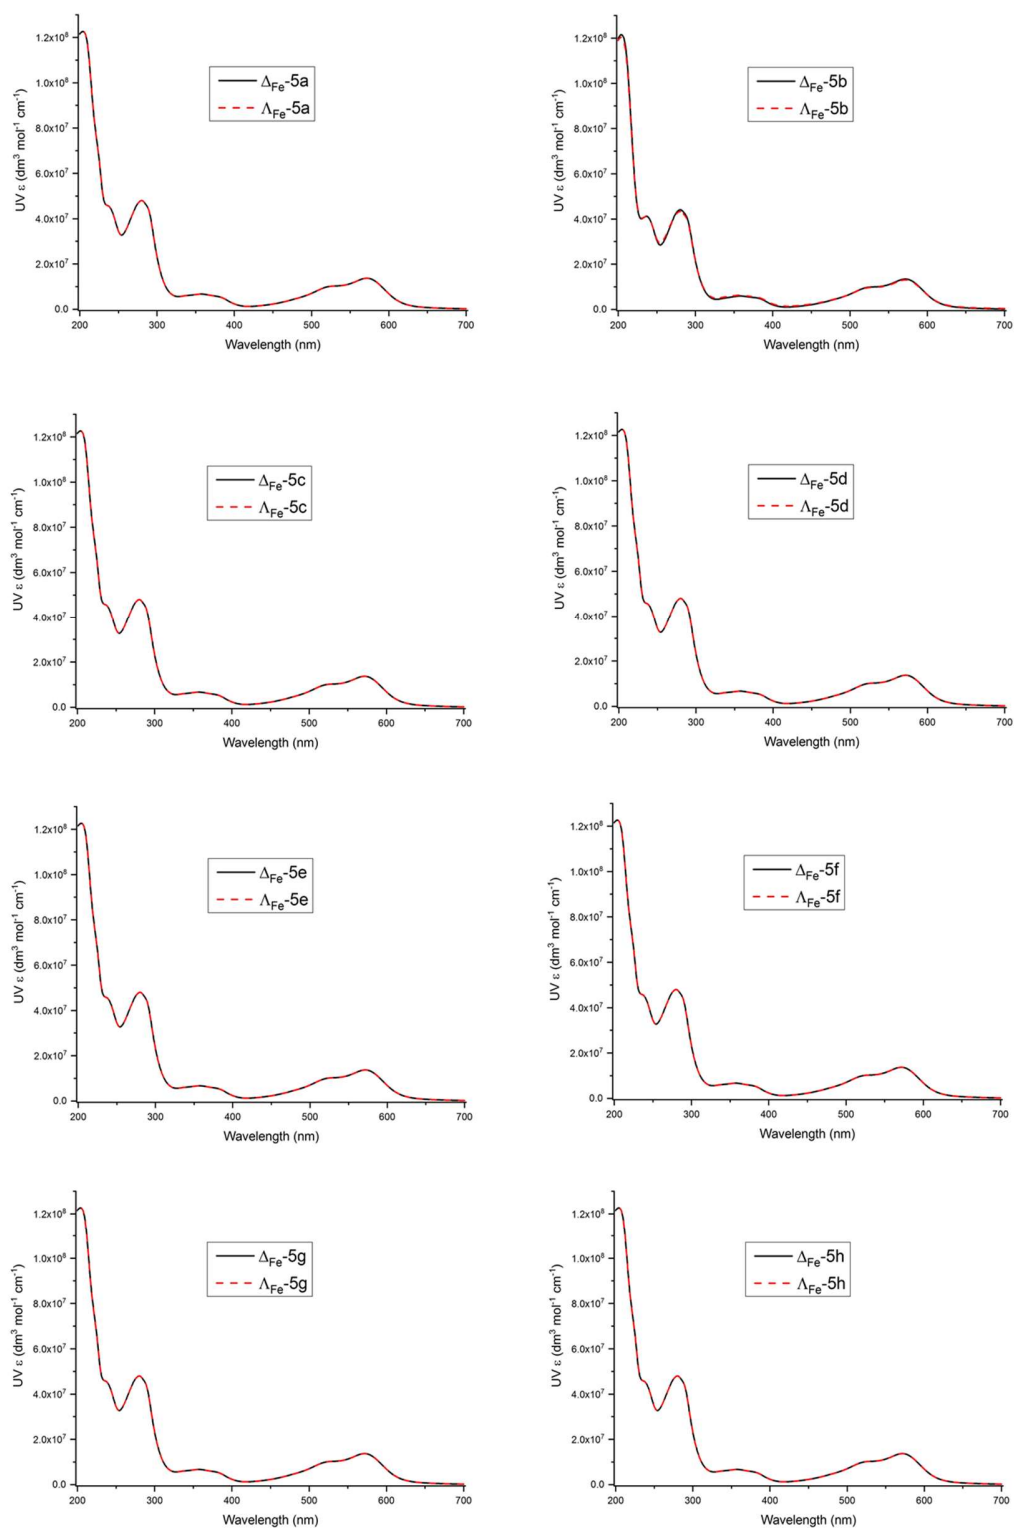 1.2x10⁸
1.0x10⁸
8.0x10⁷
6.0x10⁷
4.0x10⁷
2.0x10⁷
0.0
UV ε (dm³ mol⁻¹ cm⁻¹)
Δ_Fe-5a
Λ_Fe-5a
200 300 400 500 600 700
Wavelength (nm)
1.2x10⁸
1.0x10⁸
8.0x10⁷
6.0x10⁷
4.0x10⁷
2.0x10⁷
0.0
UV ε (dm³ mol⁻¹ cm⁻¹)
Δ_Fe-5b
Λ_Fe-5b
200 300 400 500 600 700
Wavelength (nm)
1.2x10⁸
1.0x10⁸
8.0x10⁷
6.0x10⁷
4.0x10⁷
2.0x10⁷
0.0
UV ε (dm³ mol⁻¹ cm⁻¹)
Δ_Fe-5c
Λ_Fe-5c
200 300 400 500 600 700
Wavelength (nm)
1.2x10⁸
1.0x10⁸
8.0x10⁷
6.0x10⁷
4.0x10⁷
2.0x10⁷
0.0
UV ε (dm³ mol⁻¹ cm⁻¹)
Δ_Fe-5d
Λ_Fe-5d
200 300 400 500 600 700
Wavelength (nm)
1.2x10⁸
1.0x10⁸
8.0x10⁷
6.0x10⁷
4.0x10⁷
2.0x10⁷
0.0
UV ε (dm³ mol⁻¹ cm⁻¹)
Δ_Fe-5e
Λ_Fe-5e
200 300 400 500 600 700
Wavelength (nm)
1.2x10⁸
1.0x10⁸
8.0x10⁷
6.0x10⁷
4.0x10⁷
2.0x10⁷
0.0
UV ε (dm³ mol⁻¹ cm⁻¹)
Δ_Fe-5f
Λ_Fe-5f
200 300 400 500 600 700
Wavelength (nm)
1.2x10⁸
1.0x10⁸
8.0x10⁷
6.0x10⁷
4.0x10⁷
2.0x10⁷
0.0
UV ε (dm³ mol⁻¹ cm⁻¹)
Δ_Fe-5g
Λ_Fe-5g
200 300 400 500 600 700
Wavelength (nm)
1.2x10⁸
1.0x10⁸
8.0x10⁷
6.0x10⁷
4.0x10⁷
2.0x10⁷
0.0
UV ε (dm³ mol⁻¹ cm⁻¹)
Δ_Fe-5h
Λ_Fe-5h
200 300 400 500 600 700
Wavelength (nm)